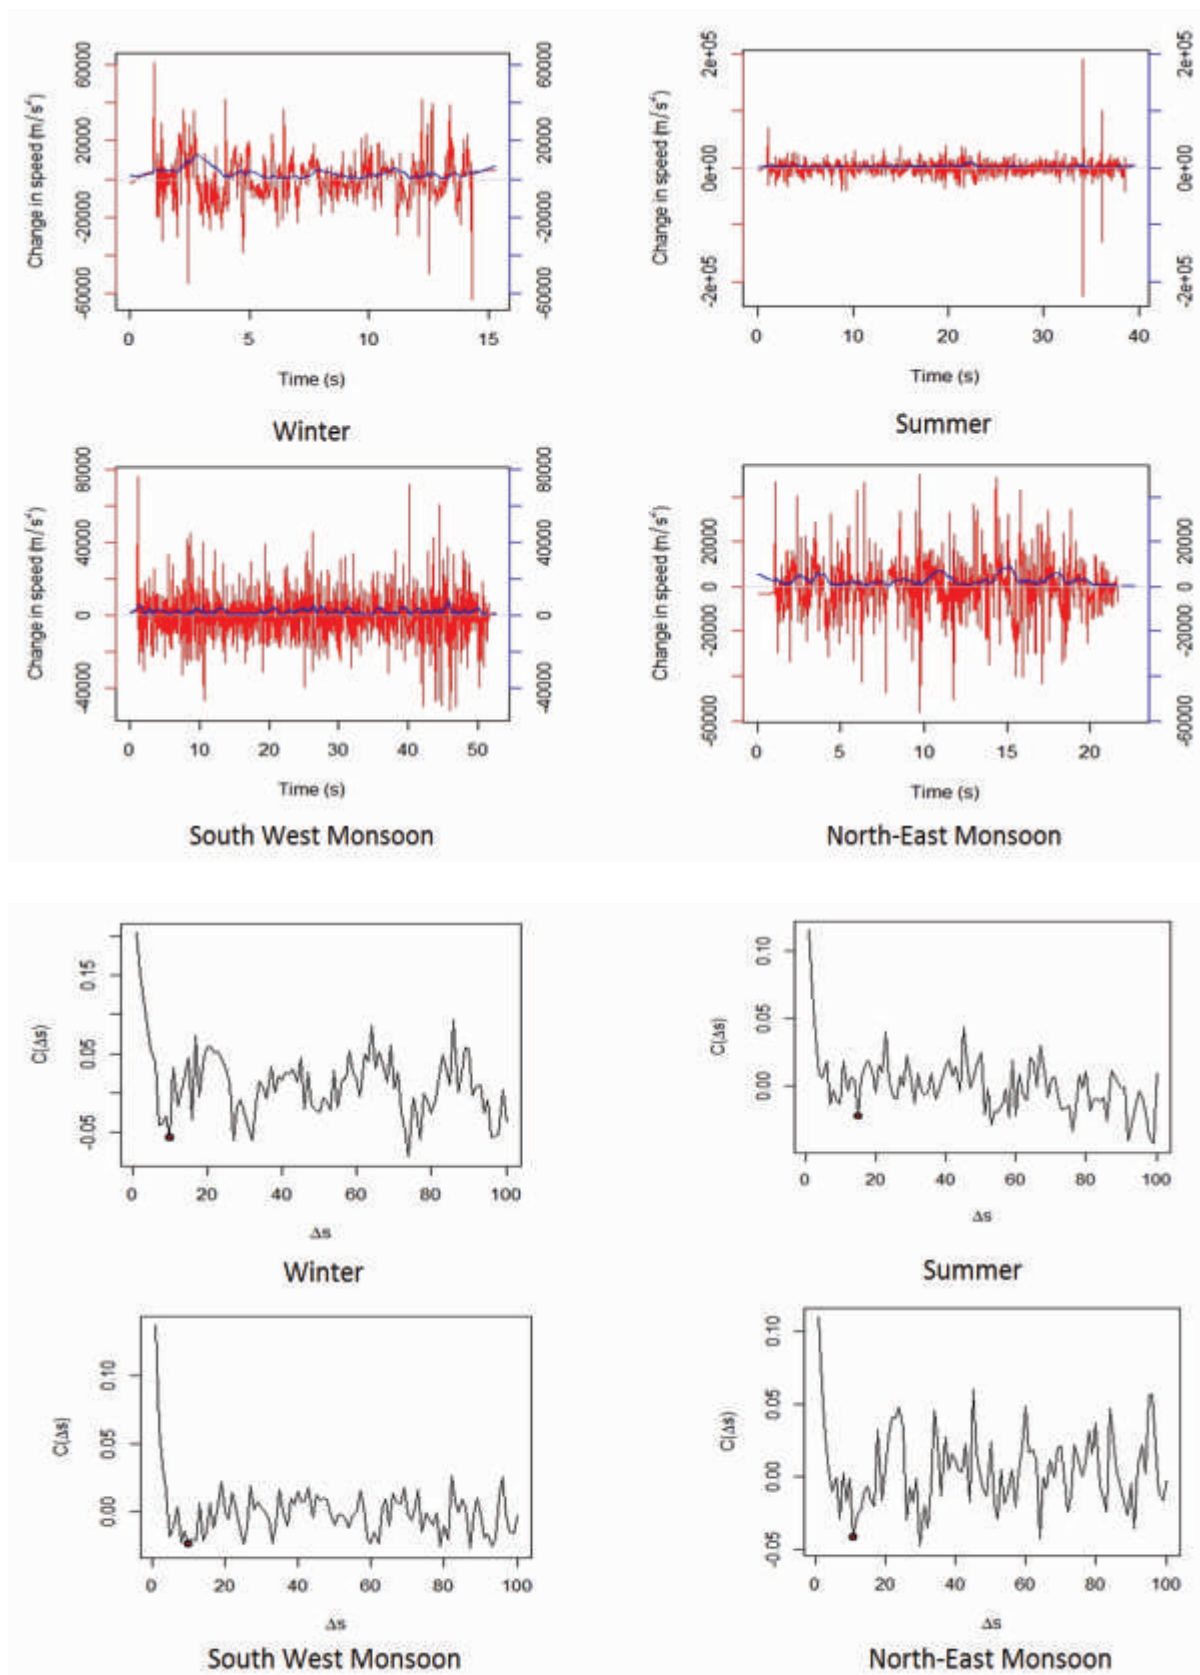 Change in speed (m/s²)
60000
20000
-20000
-60000
60000
20000
-20000
-60000
0 5 10 15
Time (s)
Winter
Change in speed (m/s²)
2e+05
0e+00
-2e+05
2e+05
0e+00
-2e+05
0 10 20 30 40
Time (s)
Summer
Change in speed (m/s²)
80000
40000
0
-40000
80000
40000
0
-40000
0 10 20 30 40 50
Time (s)
South West Monsoon
Change in speed (m/s²)
20000
0
-20000
-60000
20000
0
-20000
-60000
0 5 10 15 20
Time (s)
North-East Monsoon
C(Δs)
0.15
0.05
-0.05
0 20 40 60 80 100
Δs
Winter
C(Δs)
0.10
0.05
0.00
0 20 40 60 80 100
Δs
Summer
C(Δs)
0.10
0.05
0.00
0 20 40 60 80 100
Δs
South West Monsoon
C(Δs)
0.10
0.05
0.00
-0.05
0 20 40 60 80 100
Δs
North-East Monsoon